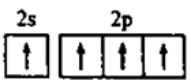 2s 2p
↑ ↑ ↑ ↑